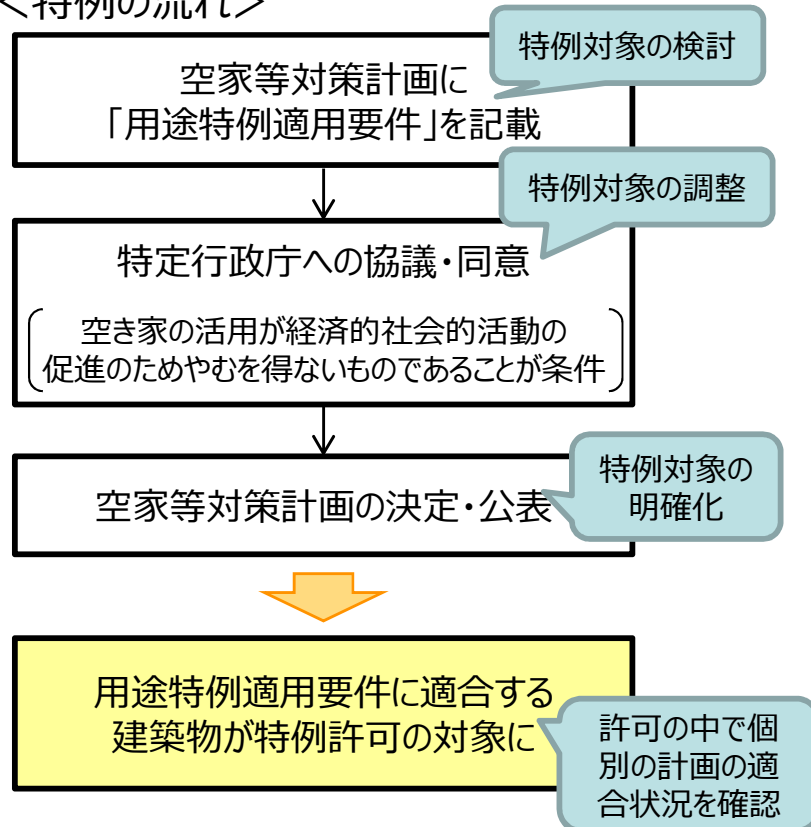 ＜特例の流れ＞
特例対象の検討
空家等対策計画に
「用途特例適用要件」を記載
特例対象の調整
特定行政庁への協議・同意
空き家の活用が経済的社会的活動の
促進のためやむを得ないものであることが条件
特例対象の
明確化
空家等対策計画の決定・公表
用途特例適用要件に適合する
建築物が特例許可の対象に
許可の中で個
別の計画の適
合状況を確認